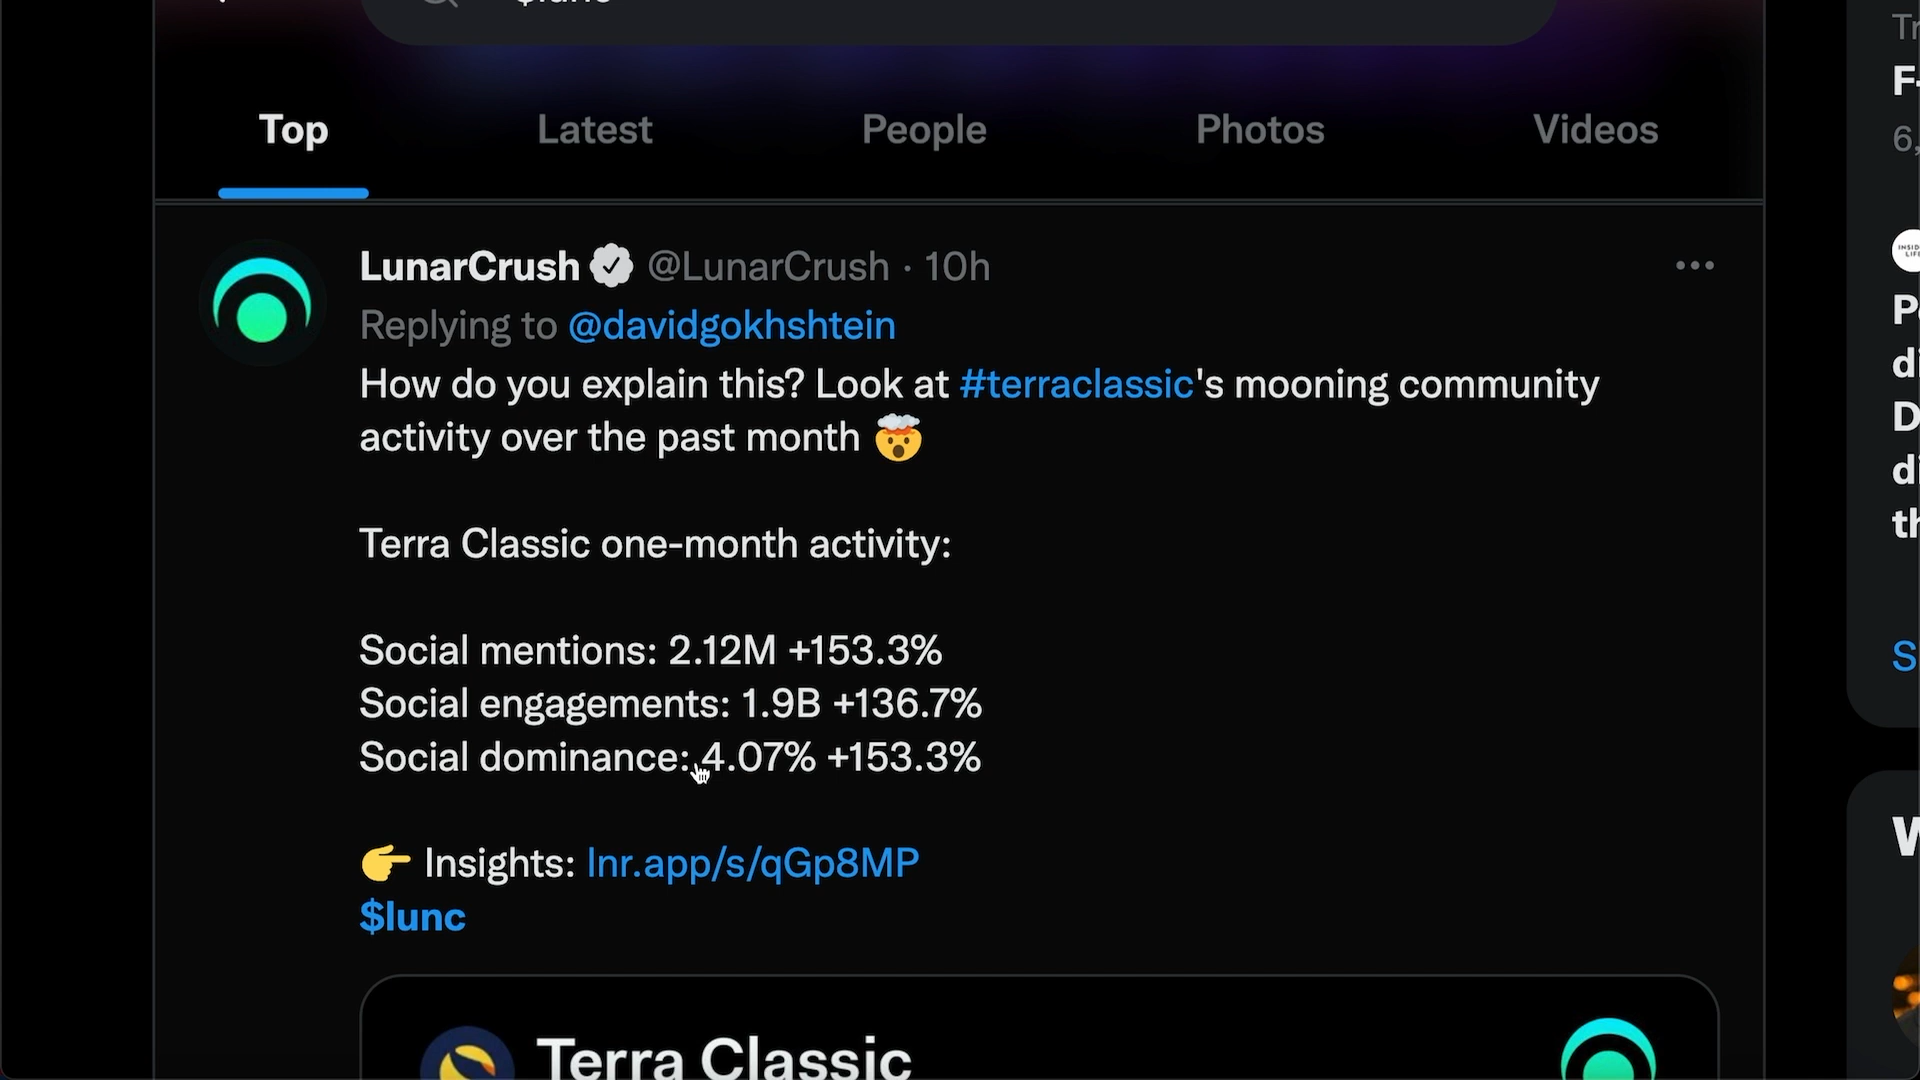 $lunc
Top Latest People Photos Videos
LunarCrush @LunarCrush · 10h
Replying to @davidgokhshtein
How do you explain this? Look at #terraclassic's mooning community
activity over the past month 🤯
Terra Classic one-month activity:
Social mentions: 2.12M +153.3%
Social engagements: 1.9B +136.7%
Social dominance: 4.07% +153.3%
👉 Insights: lnr.app/s/qGp8MP
$lunc
Terra Classic